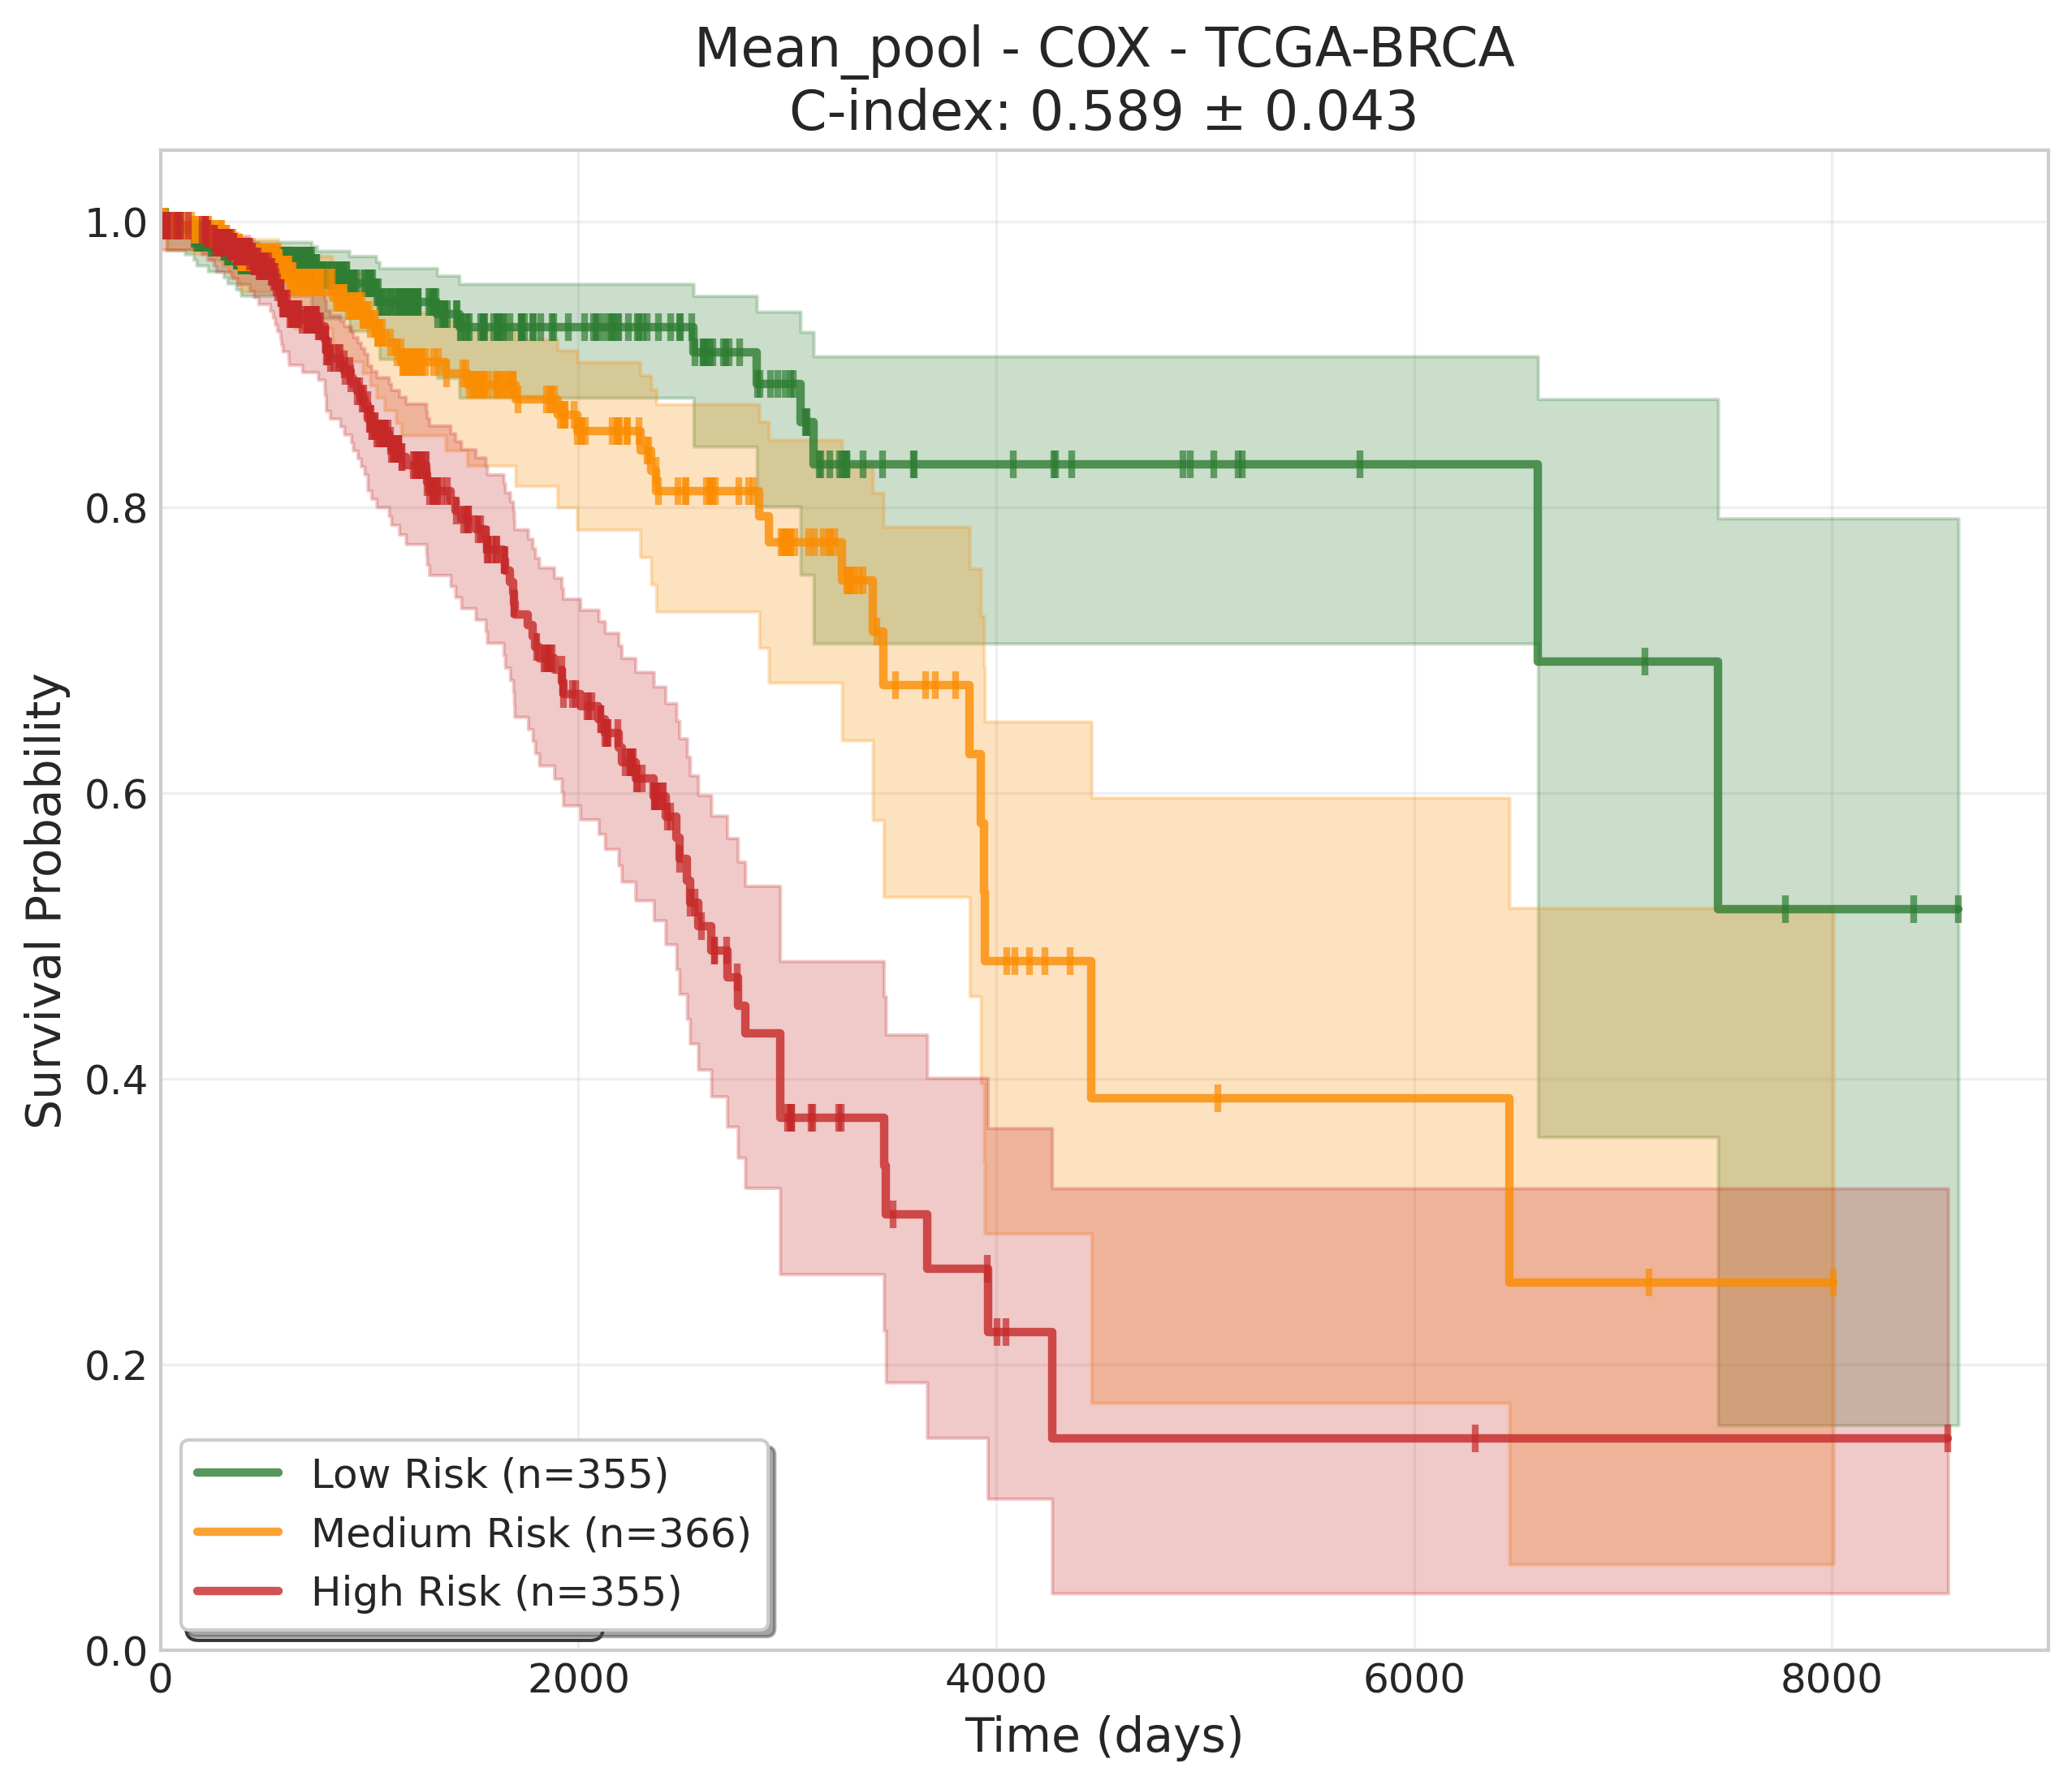 Mean_pool - COX - TCGA-BRCA
C-index: 0.589 ± 0.043
Survival Probability
1.0
0.8
0.6
0.4
0.2
0.0
Low Risk (n=355)
Medium Risk (n=366)
High Risk (n=355)
0 2000 4000 6000 8000
Time (days)